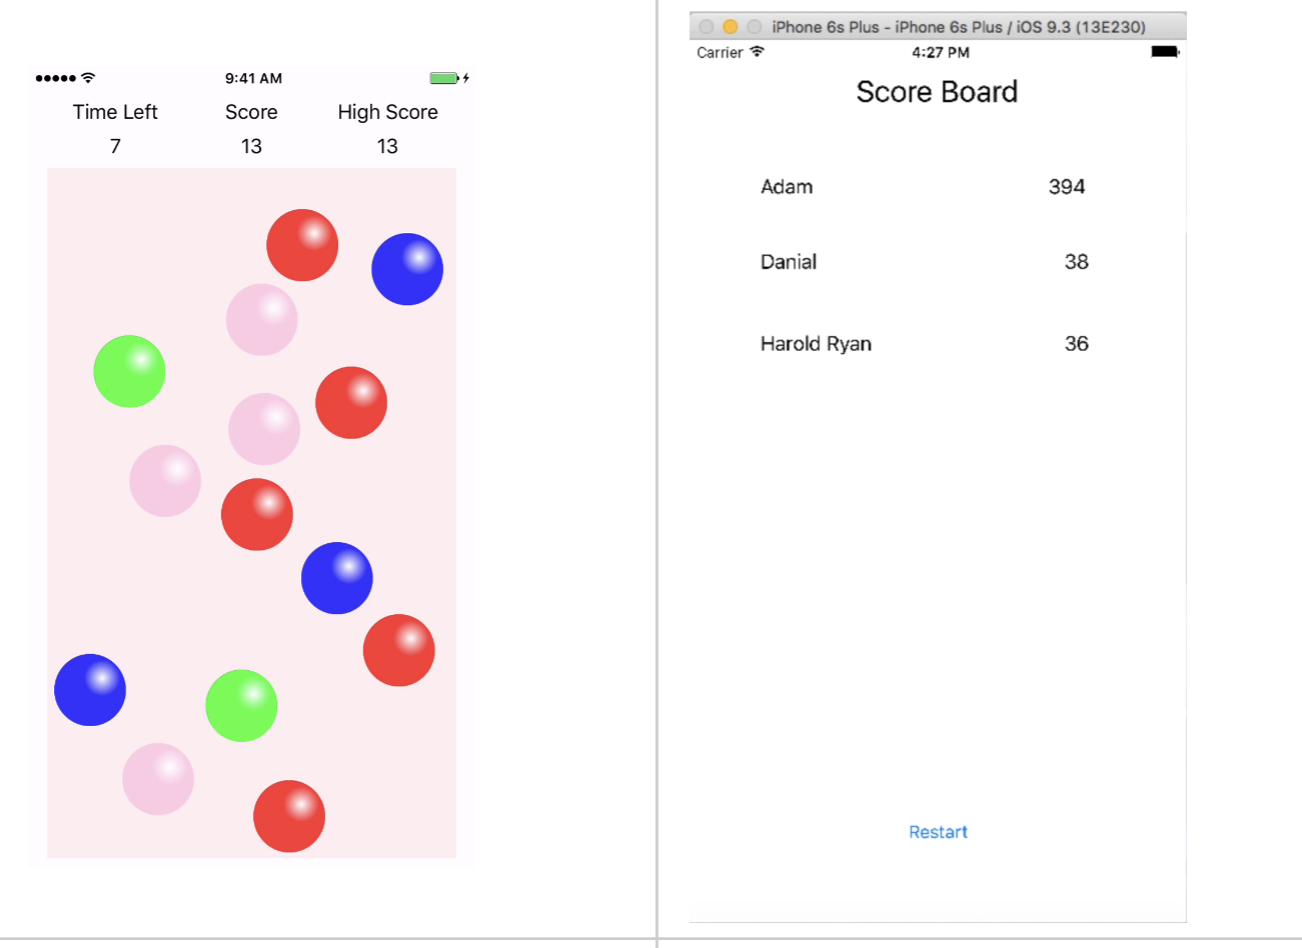 9:41 AM
Time Left Score High Score
7 13 13
iPhone 6s Plus - iPhone 6s Plus / iOS 9.3 (13E230)
Carrier 4:27 PM
Score Board
Adam 394
Danial 38
Harold Ryan 36
Restart